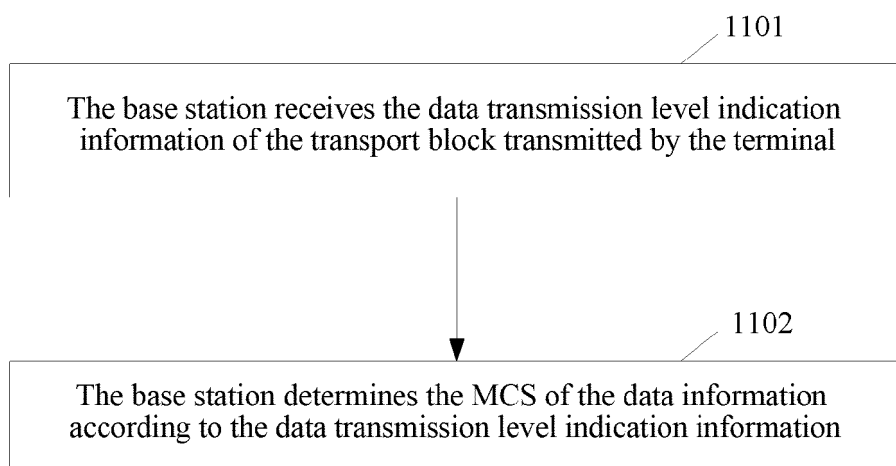 1101
The base station receives the data transmission level indication
information of the transport block transmitted by the terminal
1102
The base station determines the MCS of the data information
according to the data transmission level indication information